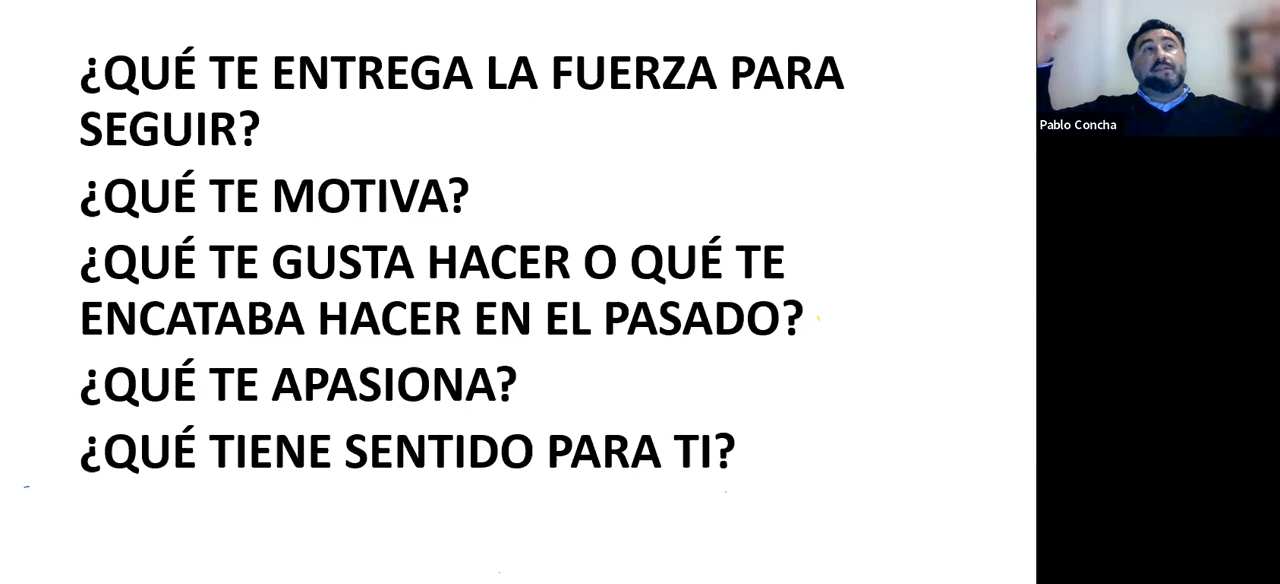 ¿QUÉ TE ENTREGA LA FUERZA PARA
SEGUIR?
¿QUÉ TE MOTIVA?
¿QUÉ TE GUSTA HACER O QUÉ TE
ENCATABA HACER EN EL PASADO?
¿QUÉ TE APASIONA?
¿QUÉ TIENE SENTIDO PARA TI?
Pablo Concha